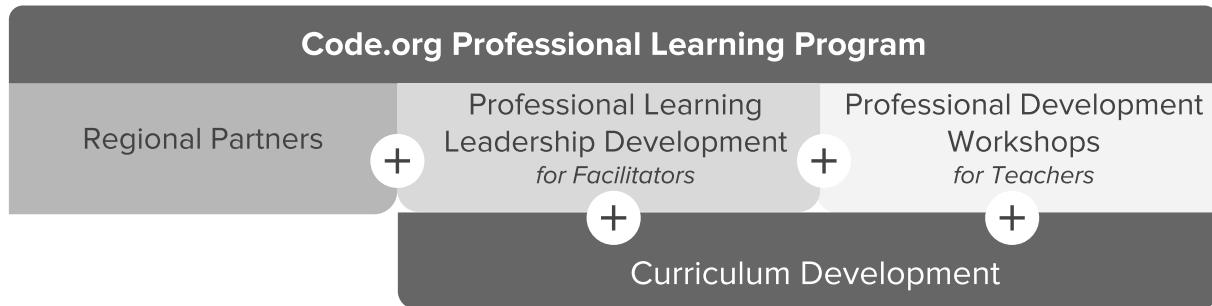 Code.org Professional Learning Program
Regional Partners
+
Professional Learning
Leadership Development
for Facilitators
+
Professional Development
Workshops
for Teachers
+
+
Curriculum Development